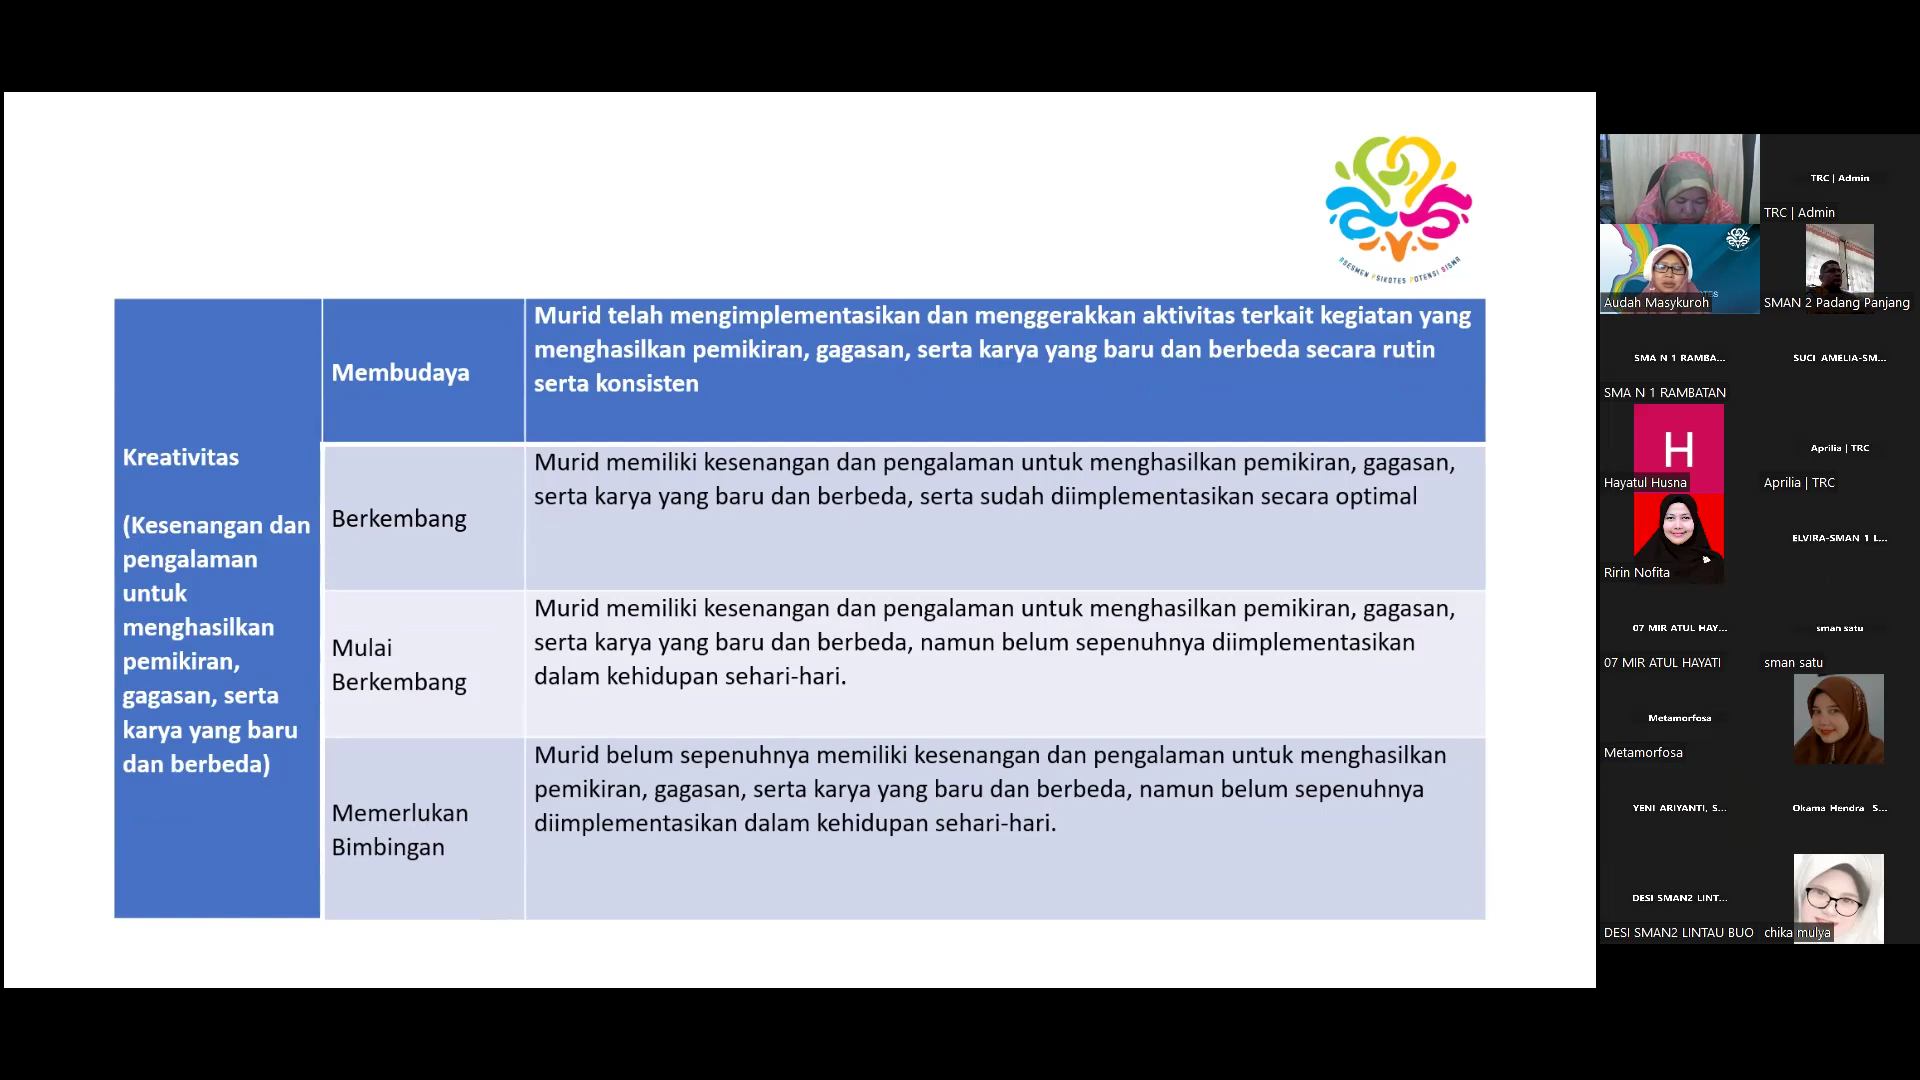 ASESMEN PSIKOTES POTENSI SISWA
Kreativitas
(Kesenangan dan
pengalaman
untuk
menghasilkan
pemikiran,
gagasan, serta
karya yang baru
dan berbeda)
Membudaya
Murid telah mengimplementasikan dan menggerakkan aktivitas terkait kegiatan yang
menghasilkan pemikiran, gagasan, serta karya yang baru dan berbeda secara rutin
serta konsisten
Berkembang
Murid memiliki kesenangan dan pengalaman untuk menghasilkan pemikiran, gagasan,
serta karya yang baru dan berbeda, serta sudah diimplementasikan secara optimal
Mulai
Berkembang
Murid memiliki kesenangan dan pengalaman untuk menghasilkan pemikiran, gagasan,
serta karya yang baru dan berbeda, namun belum sepenuhnya diimplementasikan
dalam kehidupan sehari-hari.
Memerlukan
Bimbingan
Murid belum sepenuhnya memiliki kesenangan dan pengalaman untuk menghasilkan
pemikiran, gagasan, serta karya yang baru dan berbeda, namun belum sepenuhnya
diimplementasikan dalam kehidupan sehari-hari.
TRC | Admin
TRC | Admin
Audah Masykuroh
SMAN 2 Padang Panjang
SMA N 1 RAMBA...
SUCI AMELIA-SM...
SMA N 1 RAMBATAN
H
Aprilia | TRC
Hayatul Husna
Aprilia | TRC
ELVIRA-SMAN 1 L...
Ririn Nofita
07 MIR ATUL HAY...
sman satu
07 MIR ATUL HAYATI
sman satu
Metamorfosa
Metamorfosa
YENI ARIYANTI, S...
Okama Hendra S...
DESI SMAN2 LINT...
DESI SMAN2 LINTAU BUO
chika mulya